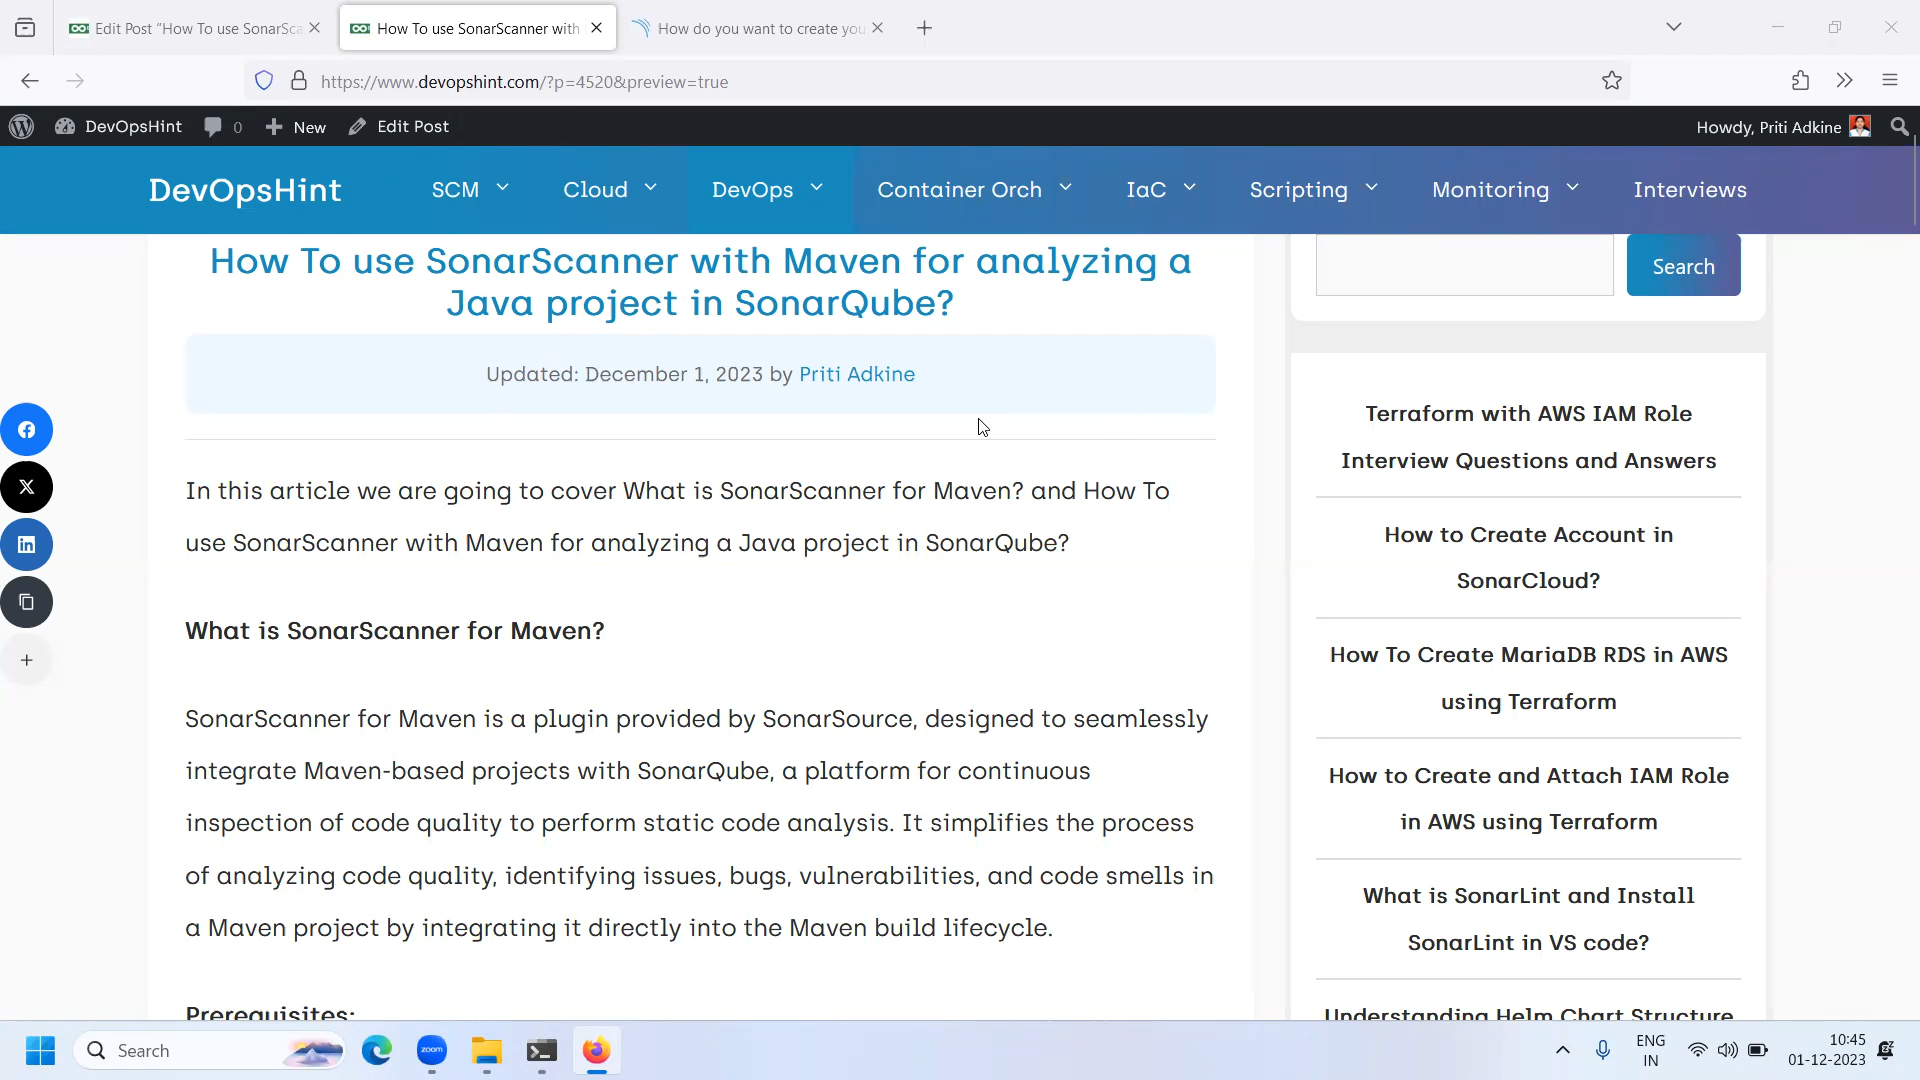 Edit Post "How To use SonarSca
How To use SonarScanner with
How do you want to create you
https://www.devopshint.com/?p=4520&preview=true
DevOpsHint
0
New
Edit Post
Howdy, Priti Adkine
DevOpsHint
SCM
Cloud
DevOps
Container Orch
IaC
Scripting
Monitoring
Interviews
How To use SonarScanner with Maven for analyzing a
Java project in SonarQube?
Updated: December 1, 2023 by Priti Adkine
In this article we are going to cover What is SonarScanner for Maven? and How To
use SonarScanner with Maven for analyzing a Java project in SonarQube?
What is SonarScanner for Maven?
SonarScanner for Maven is a plugin provided by SonarSource, designed to seamlessly
integrate Maven-based projects with SonarQube, a platform for continuous
inspection of code quality to perform static code analysis. It simplifies the process
of analyzing code quality, identifying issues, bugs, vulnerabilities, and code smells in
a Maven project by integrating it directly into the Maven build lifecycle.
Prerequisites:
Search
Terraform with AWS IAM Role
Interview Questions and Answers
How to Create Account in
SonarCloud?
How To Create MariaDB RDS in AWS
using Terraform
How to Create and Attach IAM Role
in AWS using Terraform
What is SonarLint and Install
SonarLint in VS code?
Understanding Helm Chart Structure
Search
zoom
ENG
IN
10:45
01-12-2023